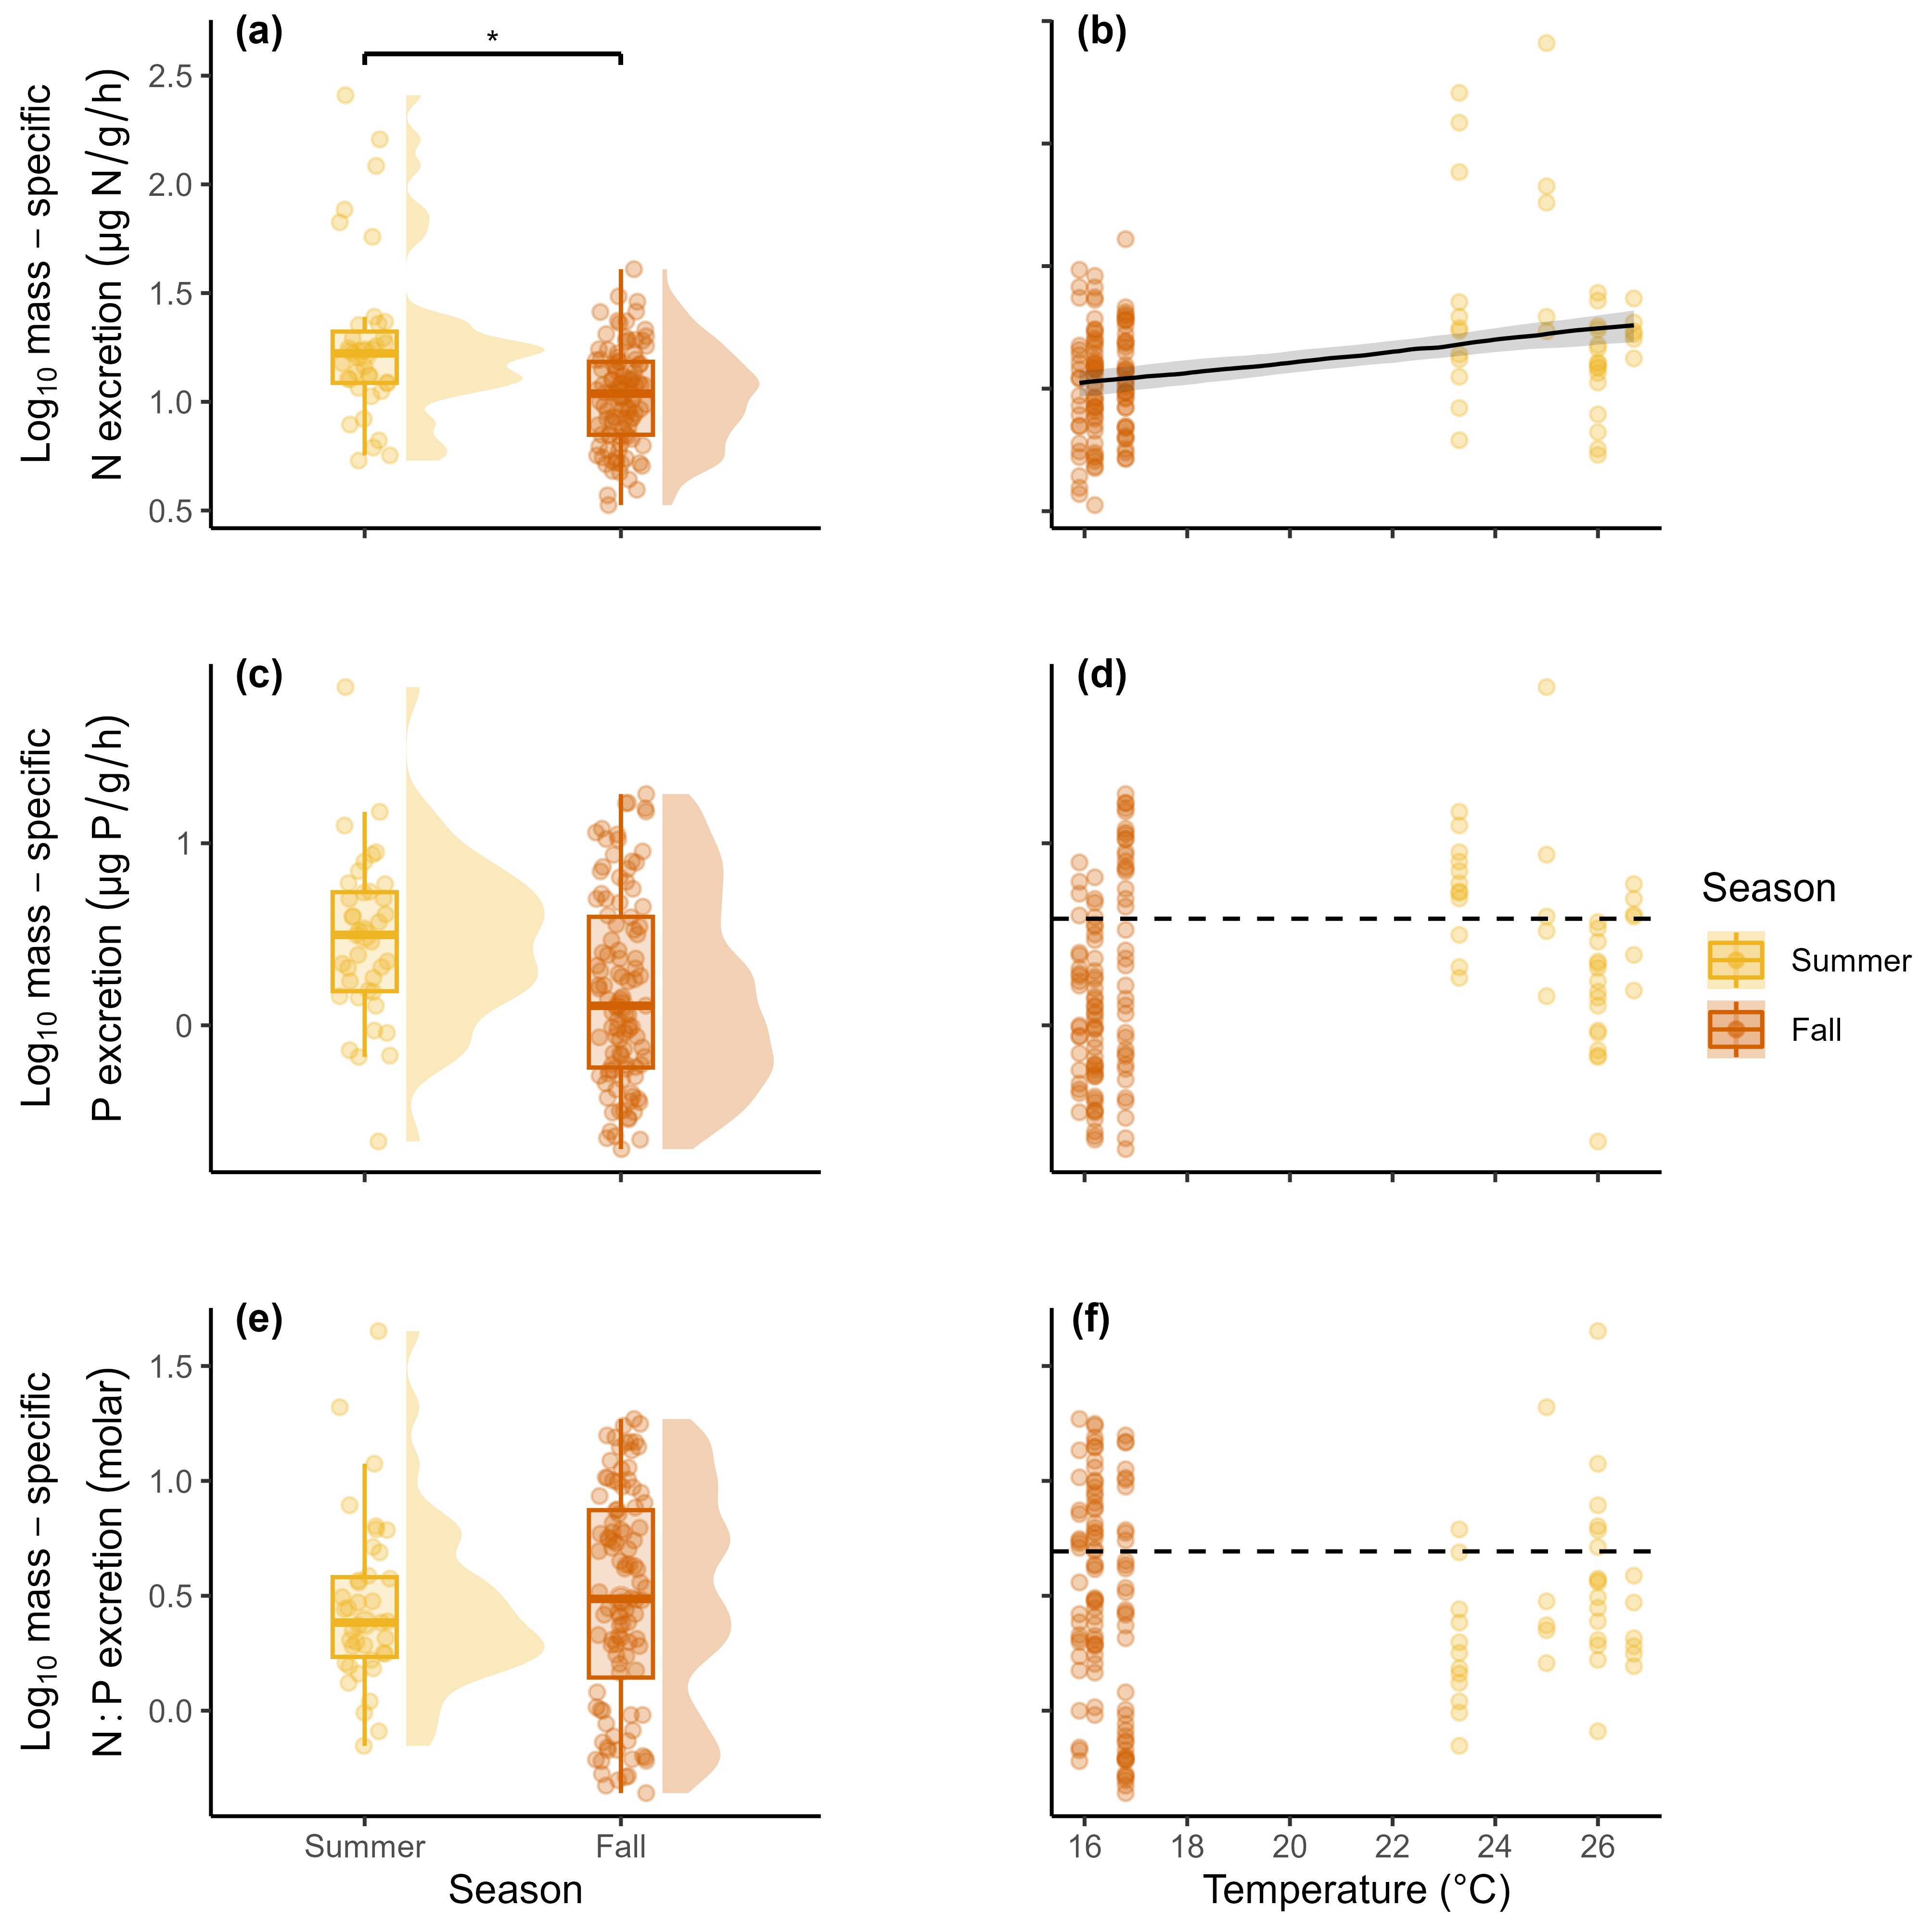 (a)
*
Log10 mass − specific
N excretion (μg N/g/h)
2.5
2.0
1.5
1.0
0.5
(b)
(c)
Log10 mass − specific
P excretion (μg P/g/h)
1
0
(d)
Season
Summer
Fall
(e)
Log10 mass − specific
N:P excretion (molar)
1.5
1.0
0.5
0.0
Summer Fall
Season
(f)
16 18 20 22 24 26
Temperature (°C)